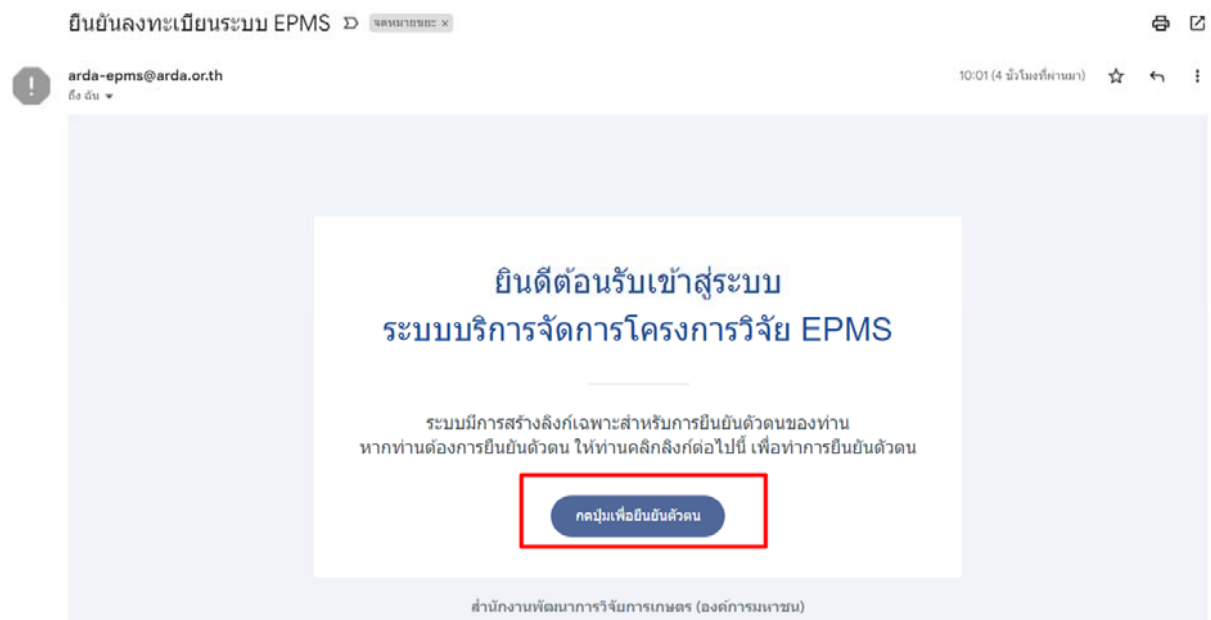 ยืนยันลงทะเบียนระบบ EPMS จดหมายขยะ ×
arda-epms@arda.or.th 10:01 (4 ชั่วโมงที่ผ่านมา)
ถึง ฉัน
ยินดีต้อนรับเข้าสู่ระบบ
ระบบบริการจัดการโครงการวิจัย EPMS
ระบบมีการสร้างลิงก์เฉพาะสำหรับการยืนยันตัวตนของท่าน
หากท่านต้องการยืนยันตัวตน ให้ท่านคลิกลิงก์ต่อไปนี้ เพื่อทำการยืนยันตัวตน
กดปุ่มเพื่อยืนยันตัวตน
สำนักงานพัฒนาการวิจัยการเกษตร (องค์การมหาชน)